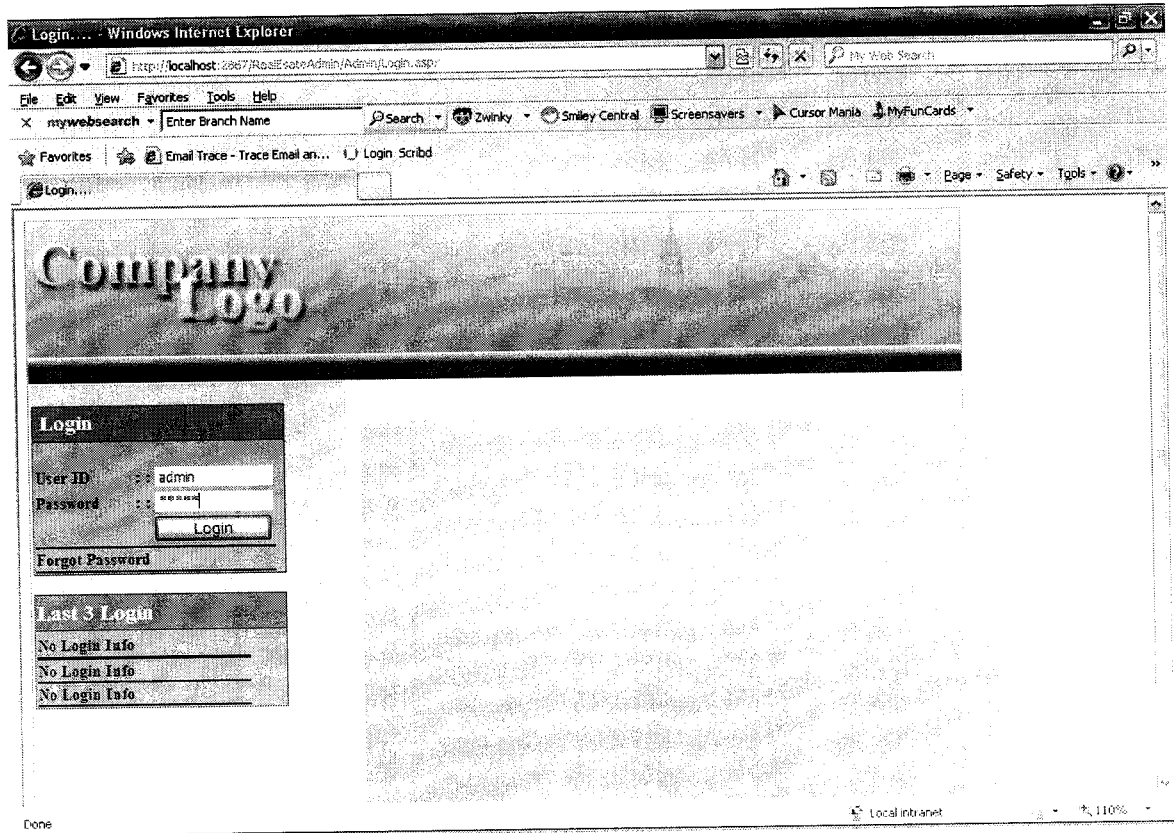 Login.... - Windows Internet Explorer
http://localhost:2867/RealEsateAdmin/Admin/Login.aspx
My Web Search
File Edit View Favorites Tools Help
mywebsearch Enter Branch Name Search Zwinky Smiley Central Screensavers Cursor Mania MyFunCards
Favorites Email Trace - Trace Email an... Login Scribd
Login....
Page Safety Tools
Company
Logo
Login
User ID : : admin
Password : : ******
Login
Forgot Password
Last 3 Login
No Login Info
No Login Info
No Login Info
Done
Local intranet
110%